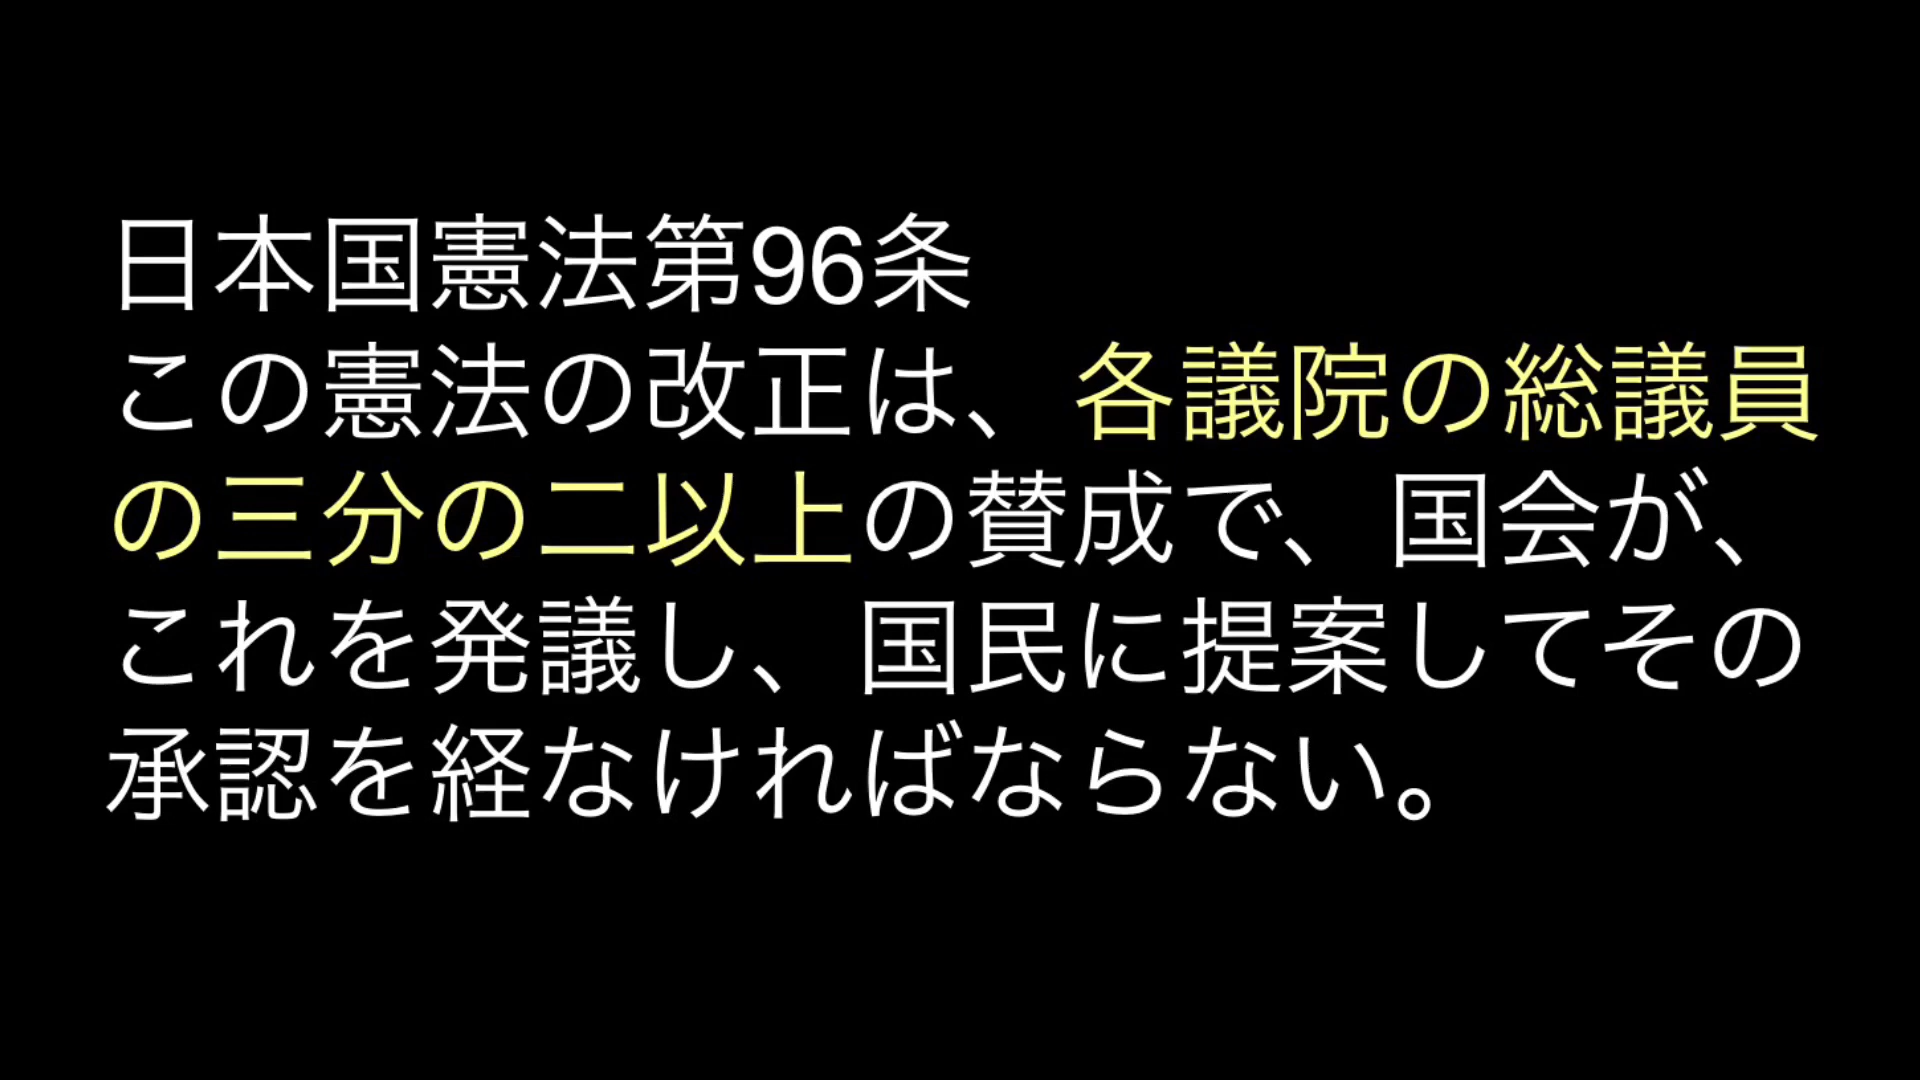 日本国憲法第96条
この憲法の改正は、各議院の総議員
の三分の二以上の賛成で、国会が、
これを発議し、国民に提案してその
承認を経なければならない。